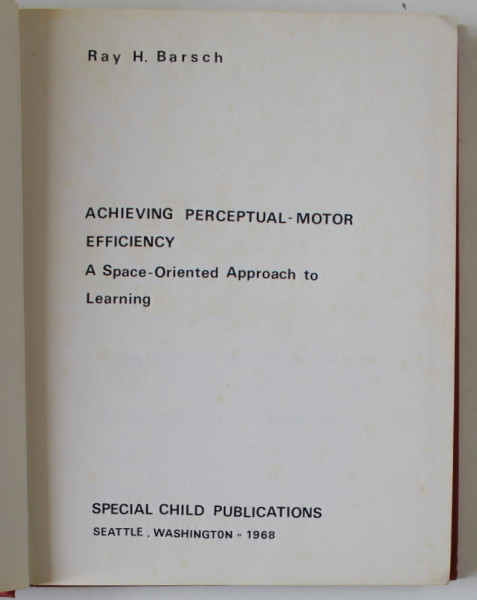 Ray H. Barsch
ACHIEVING PERCEPTUAL-MOTOR
EFFICIENCY
A Space-Oriented Approach to
Learning
SPECIAL CHILD PUBLICATIONS
SEATTLE, WASHINGTON - 1968